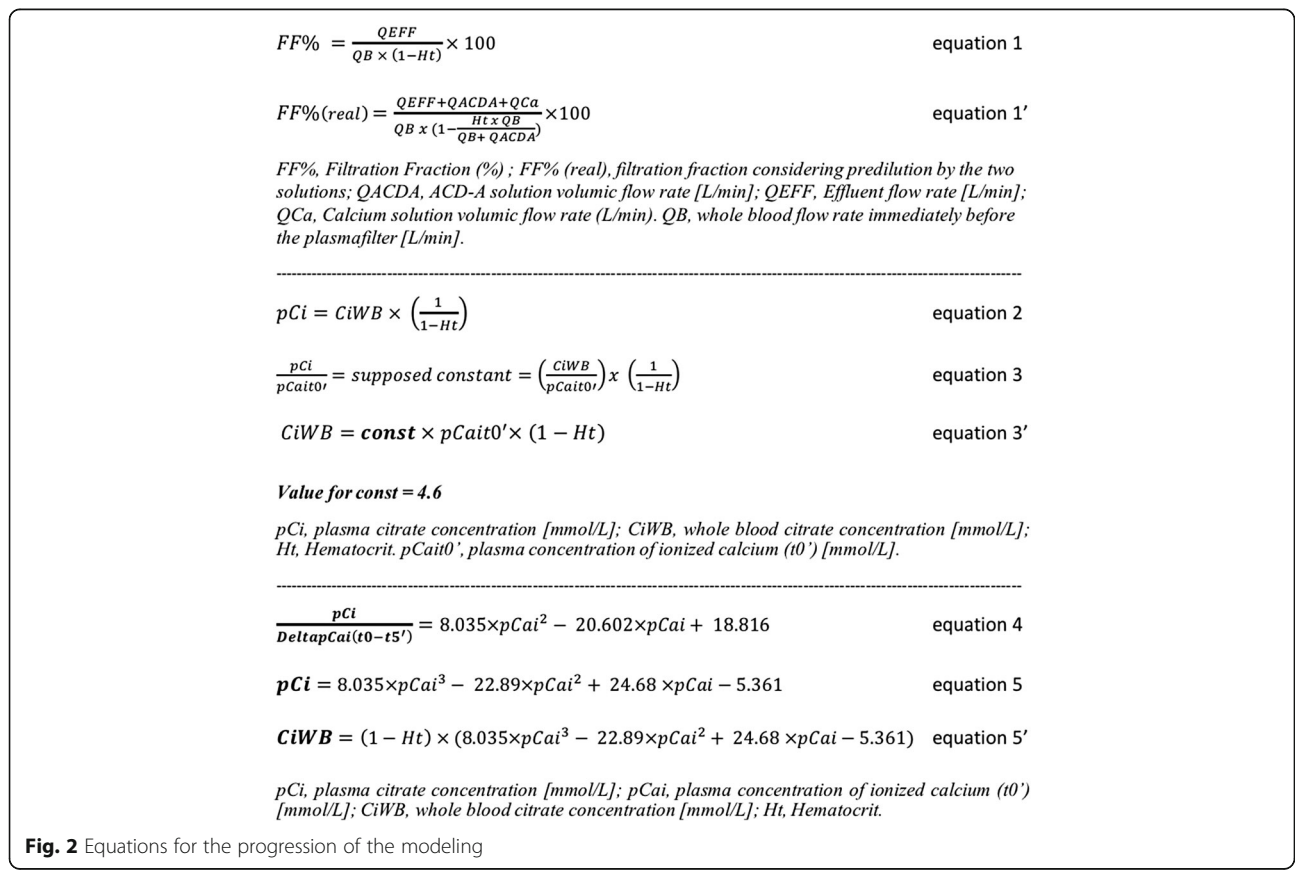 FF% = QEFF / (QB × (1−Ht)) × 100 equation 1
FF%(real) = (QEFF+QACDA+QCa) / (QB x (1− (Ht x QB) / (QB+ QACDA))) ×100 equation 1’
FF%, Filtration Fraction (%) ; FF% (real), filtration fraction considering predilution by the two
solutions; QACDA, ACD-A solution volumic flow rate [L/min]; QEFF, Effluent flow rate [L/min];
QCa, Calcium solution volumic flow rate (L/min). QB, whole blood flow rate immediately before
the plasmafilter [L/min].
pCi = CiWB × (1 / (1−Ht)) equation 2
pCi / pCait0′ = supposed constant = (CiWB / pCait0′) x (1 / (1−Ht)) equation 3
CiWB = const × pCait0′× (1 − Ht) equation 3’
Value for const = 4.6
pCi, plasma citrate concentration [mmol/L]; CiWB, whole blood citrate concentration [mmol/L];
Ht, Hematocrit. pCait0’, plasma concentration of ionized calcium (t0’) [mmol/L].
pCi / DeltapCai(t0−t5′) = 8.035×pCai² − 20.602×pCai + 18.816 equation 4
pCi = 8.035×pCai³ − 22.89×pCai² + 24.68 ×pCai − 5.361 equation 5
CiWB = (1 − Ht) × (8.035×pCai³ − 22.89×pCai² + 24.68 ×pCai − 5.361) equation 5’
pCi, plasma citrate concentration [mmol/L]; pCai, plasma concentration of ionized calcium (t0’)
[mmol/L]; CiWB, whole blood citrate concentration [mmol/L]; Ht, Hematocrit.
Fig. 2 Equations for the progression of the modeling